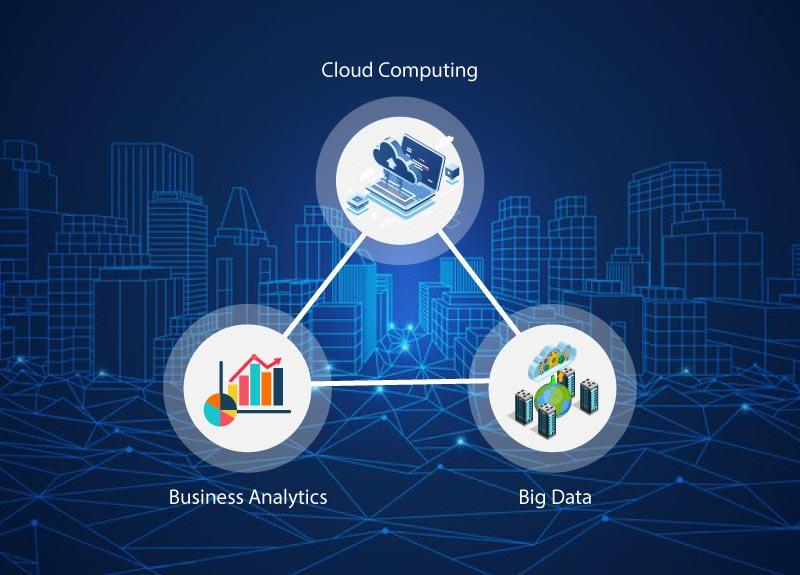 Cloud Computing
Business Analytics
Big Data